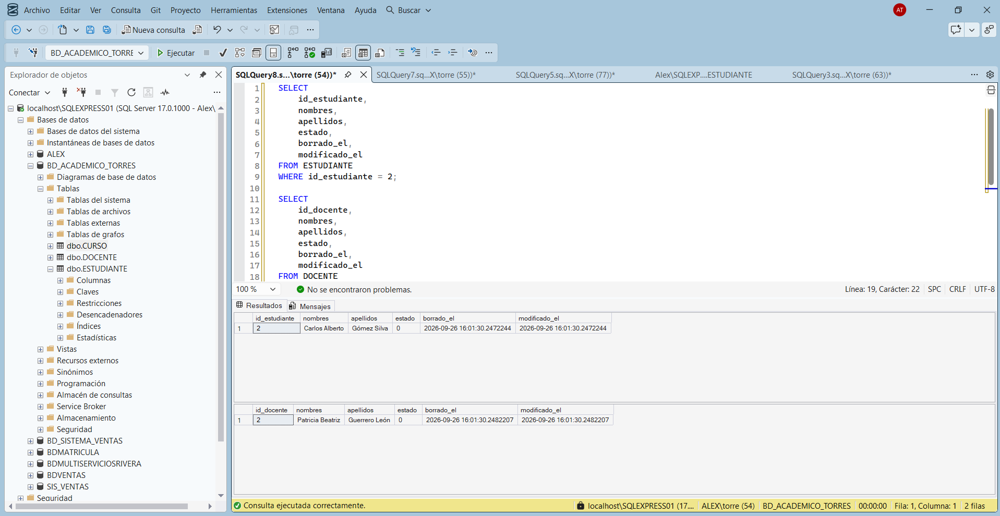 Archivo Editar Ver Consulta Git Proyecto Herramientas Extensiones Ventana Ayuda Buscar AT
Nueva consulta
BD_ACADEMICO_TORRE Ejecutar
Explorador de objetos
Conectar
localhost\SQLEXPRESS01 (SQL Server 17.0.1000 - Alex\
Bases de datos
Bases de datos del sistema
Instantáneas de bases de datos
ALEX
BD_ACADEMICO_TORRES
Diagramas de base de datos
Tablas
Tablas del sistema
Tablas de archivos
Tablas externas
Tablas de grafos
dbo.CURSO
dbo.DOCENTE
dbo.ESTUDIANTE
Columnas
Claves
Restricciones
Desencadenadores
Índices
Estadísticas
Vistas
Recursos externos
Sinónimos
Programación
Almacén de consultas
Service Broker
Almacenamiento
Seguridad
BD_SISTEMA_VENTAS
BDMATRICULA
BDMULTISERVICIOSRIVERA
BDVENTAS
SIS_VENTAS
Seguridad
SQLQuery8.s...\torre (54))* SQLQuery7.sq...X\torre (55))* SQLQuery5.sq...X\torre (77))* Alex\SQLEXP....ESTUDIANTE SQLQuery3.sq...X\torre (63))*
1 SELECT
2 id_estudiante,
3 nombres,
4 apellidos,
5 estado,
6 borrado_el,
7 modificado_el
8 FROM ESTUDIANTE
9 WHERE id_estudiante = 2;
10
11 SELECT
12 id_docente,
13 nombres,
14 apellidos,
15 estado,
16 borrado_el,
17 modificado_el
18 FROM DOCENTE
100 % No se encontraron problemas. Línea: 19, Carácter: 22 SPC CRLF UTF-8
Resultados Mensajes
id_estudiante nombres apellidos estado borrado_el modificado_el
1 2 Carlos Alberto Gómez Silva 0 2026-09-26 16:01:30.2472244 2026-09-26 16:01:30.2472244
id_docente nombres apellidos estado borrado_el modificado_el
1 2 Patricia Beatriz Guerrero León 0 2026-09-26 16:01:30.2482207 2026-09-26 16:01:30.2482207
Consulta ejecutada correctamente. localhost\SQLEXPRESS01 (17.... ALEX\torre (54) BD_ACADEMICO_TORRES 00:00:00 Fila: 1, Columna: 1 2 filas